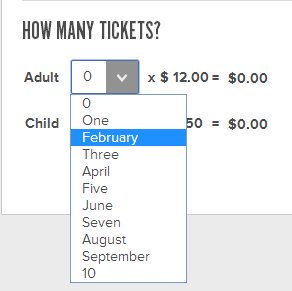 HOW MANY TICKETS?
Adult 0 x $ 12.00 = $0.00
0
One
Child February 50 = $0.00
Three
April
Five
June
Seven
August
September
10